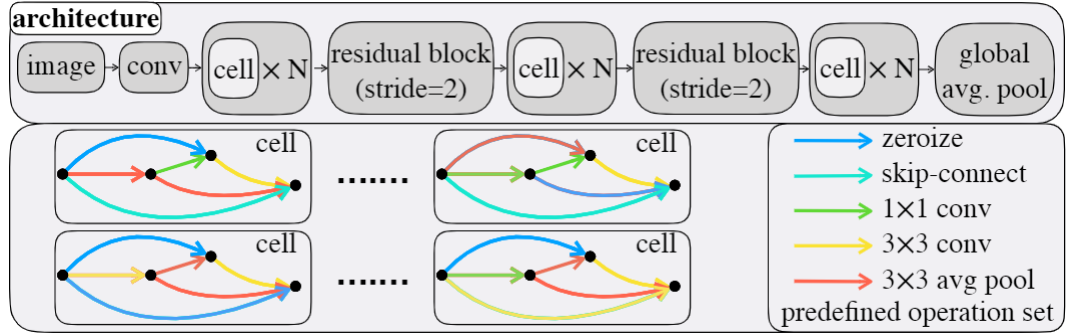 architecture
image
conv
cell × N
residual block
(stride=2)
cell × N
residual block
(stride=2)
cell × N
global
avg. pool
cell
.......
cell
cell
.......
cell
zeroize
skip-connect
1×1 conv
3×3 conv
3×3 avg pool
predefined operation set